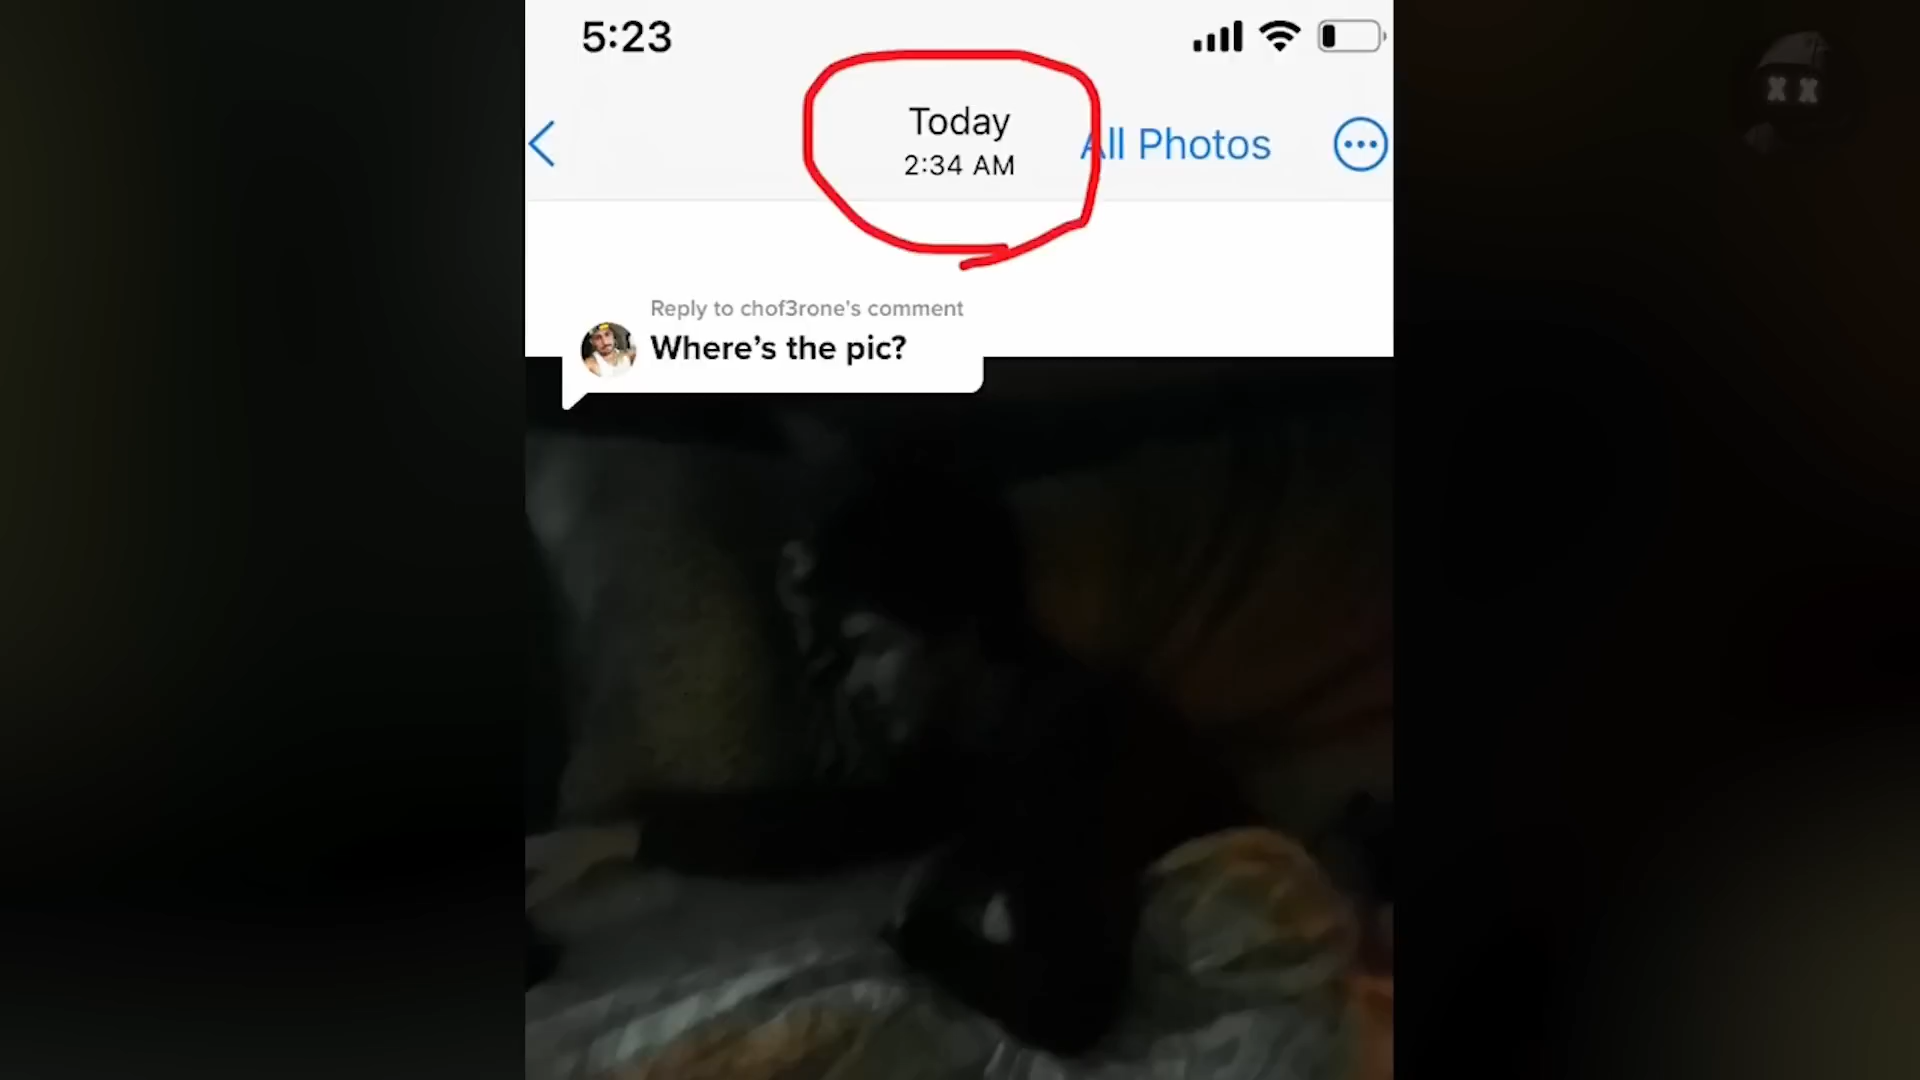 5:23
Today
2:34 AM
All Photos
Reply to chof3rone's comment
Where's the pic?